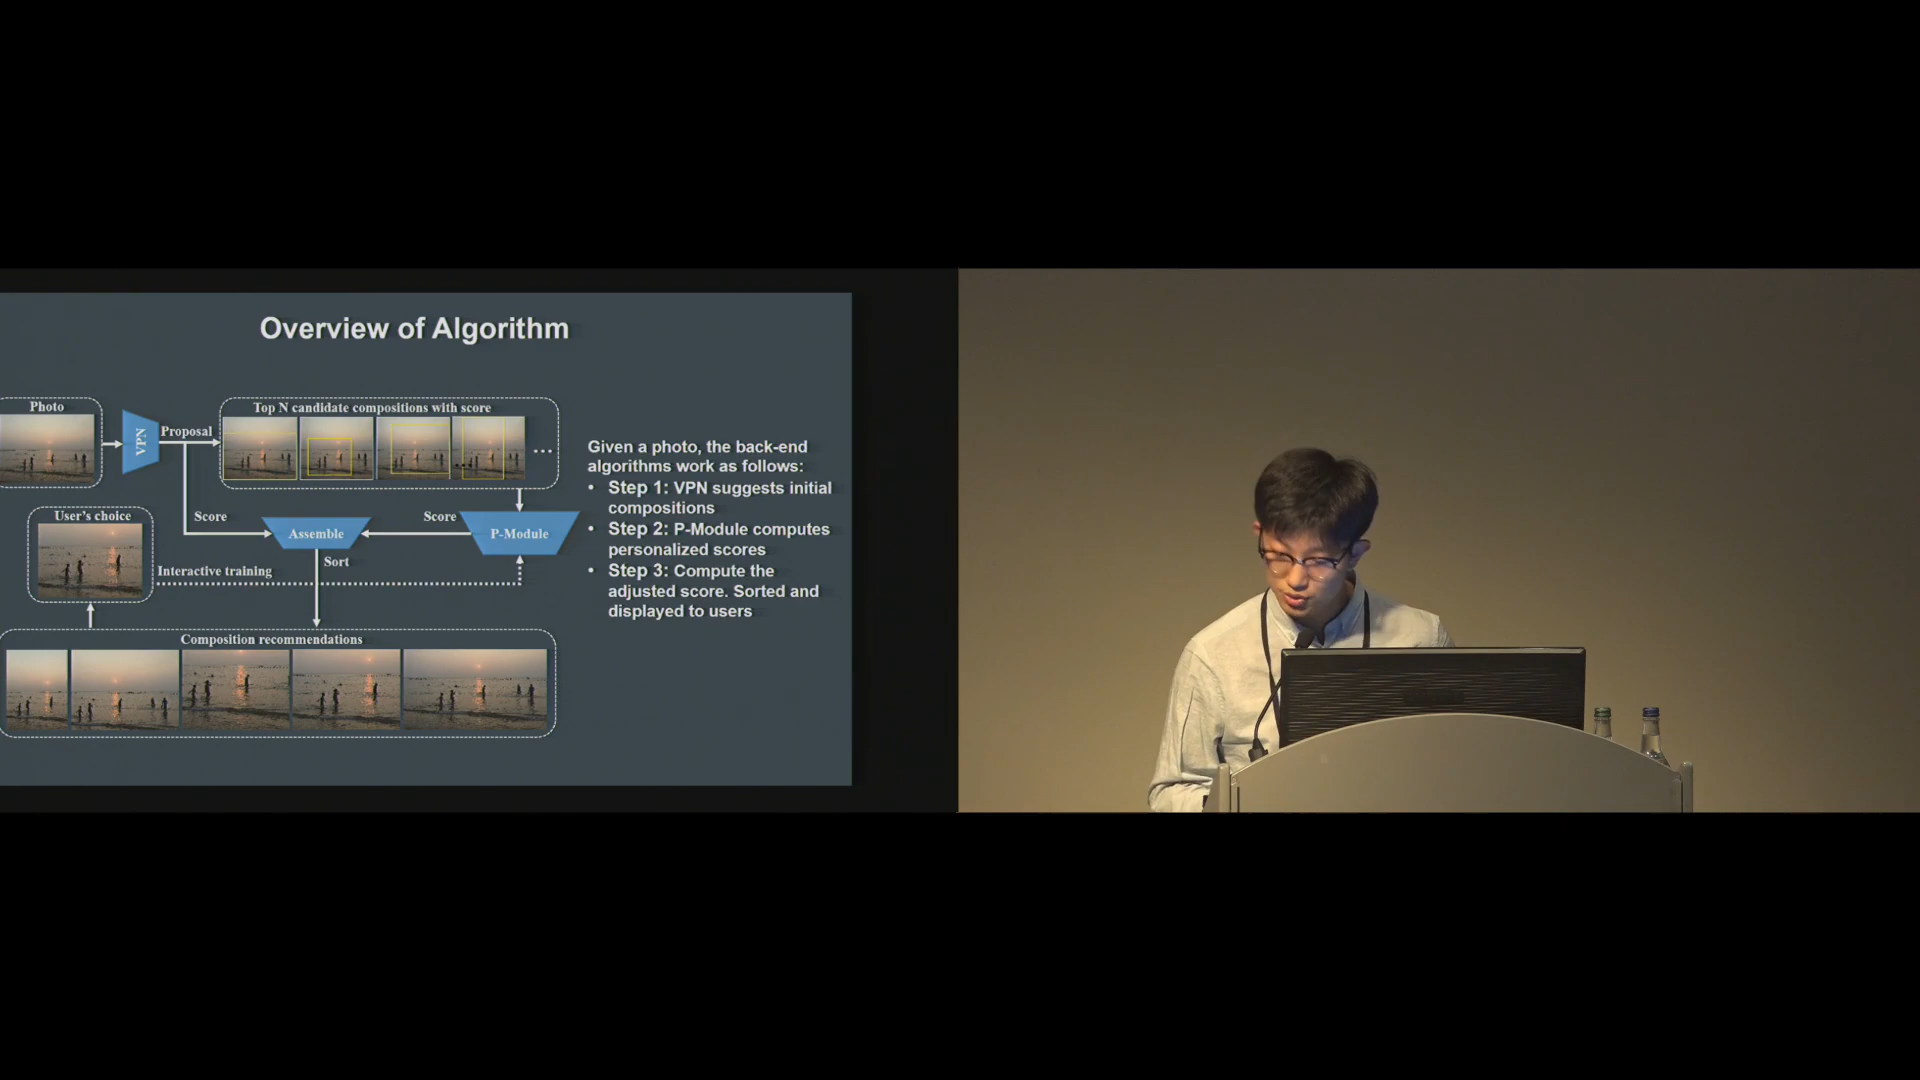 Overview of Algorithm
Photo
VPN
Proposal
Top N candidate compositions with score
...
User's choice
Score
Assemble
Score
P-Module
Sort
Interactive training
Composition recommendations
Given a photo, the back-end
algorithms work as follows:
• Step 1: VPN suggests initial
compositions
• Step 2: P-Module computes
personalized scores
• Step 3: Compute the
adjusted score. Sorted and
displayed to users